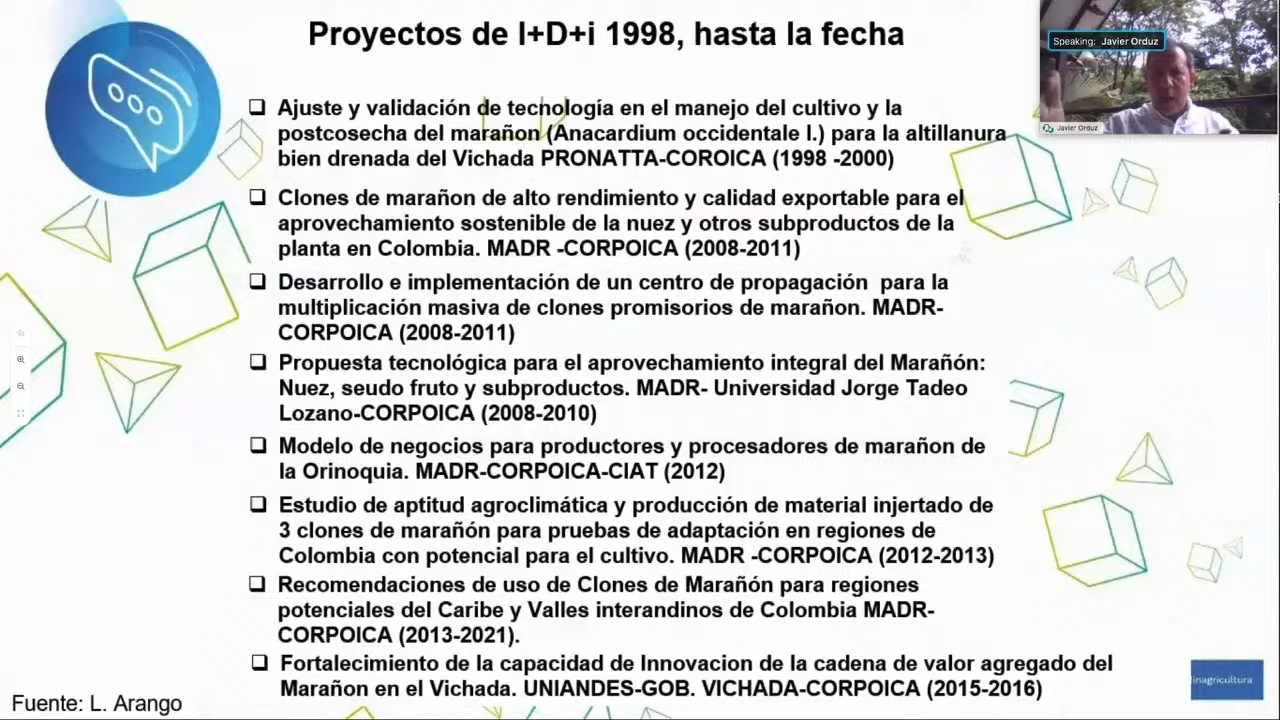 Proyectos de I+D+i 1998, hasta la fecha
Speaking: Javier Orduz
Javier Orduz
❑ Ajuste y validación de tecnología en el manejo del cultivo y la
postcosecha del marañon (Anacardium occidentale l.) para la altillanura
bien drenada del Vichada PRONATTA-COROICA (1998 -2000)
❑ Clones de marañon de alto rendimiento y calidad exportable para el
aprovechamiento sostenible de la nuez y otros subproductos de la
planta en Colombia. MADR -CORPOICA (2008-2011)
❑ Desarrollo e implementación de un centro de propagación para la
multiplicación masiva de clones promisorios de marañon. MADR-
CORPOICA (2008-2011)
❑ Propuesta tecnológica para el aprovechamiento integral del Marañón:
Nuez, seudo fruto y subproductos. MADR- Universidad Jorge Tadeo
Lozano-CORPOICA (2008-2010)
❑ Modelo de negocios para productores y procesadores de marañon de
la Orinoquia. MADR-CORPOICA-CIAT (2012)
❑ Estudio de aptitud agroclimática y producción de material injertado de
3 clones de marañón para pruebas de adaptación en regiones de
Colombia con potencial para el cultivo. MADR -CORPOICA (2012-2013)
❑ Recomendaciones de uso de Clones de Marañón para regiones
potenciales del Caribe y Valles interandinos de Colombia MADR-
CORPOICA (2013-2021).
❑ Fortalecimiento de la capacidad de Innovacion de la cadena de valor agregado del
Marañon en el Vichada. UNIANDES-GOB. VICHADA-CORPOICA (2015-2016)
Fuente: L. Arango
linagricultura